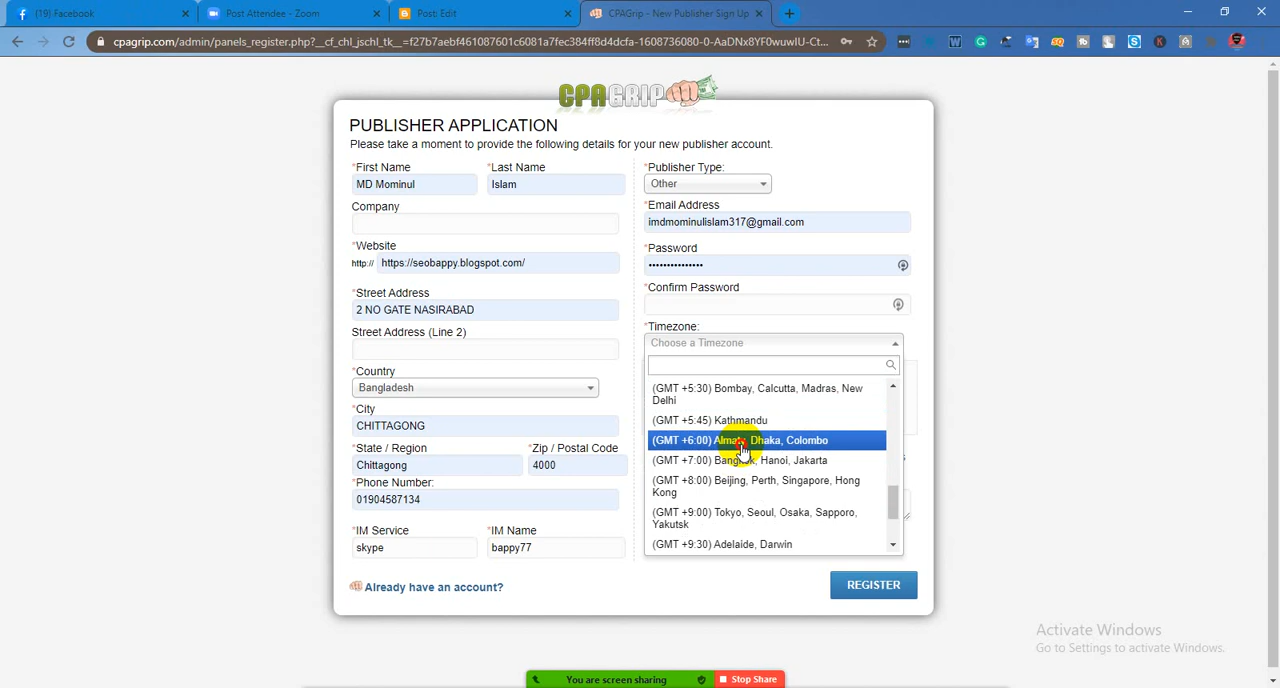 (19) Facebook
Post Attendee - Zoom
Posti Edit
CPAGrip - New Publisher Sign Up
cpagrip.com/admin/panels_register.php?__cf_chl_jschl_tk__=f27b7aebf461087601c6081a7fec384ff8d4dcfa-1608736080-0-AaDNx8YF0wuwIU-Ct...
CPAGRIP
PUBLISHER APPLICATION
Please take a moment to provide the following details for your new publisher account.
*First Name
*Last Name
MD Mominul
Islam
Company
*Website
http://
https://seobappy.blogspot.com/
*Street Address
2 NO GATE NASIRABAD
Street Address (Line 2)
*Country
Bangladesh
*City
CHITTAGONG
*State / Region
*Zip / Postal Code
Chittagong
4000
*Phone Number:
01904587134
*IM Service
*IM Name
skype
bappy77
Already have an account?
*Publisher Type:
Other
*Email Address
imdmominulislam317@gmail.com
*Password
*Confirm Password
*Timezone:
Choose a Timezone
(GMT +5:30) Bombay, Calcutta, Madras, New
Delhi
(GMT +5:45) Kathmandu
(GMT +6:00) Almaty, Dhaka, Colombo
(GMT +7:00) Bangkok, Hanoi, Jakarta
(GMT +8:00) Beijing, Perth, Singapore, Hong
Kong
(GMT +9:00) Tokyo, Seoul, Osaka, Sapporo,
Yakutsk
(GMT +9:30) Adelaide, Darwin
REGISTER
Activate Windows
Go to Settings to activate Windows.
You are screen sharing
Stop Share